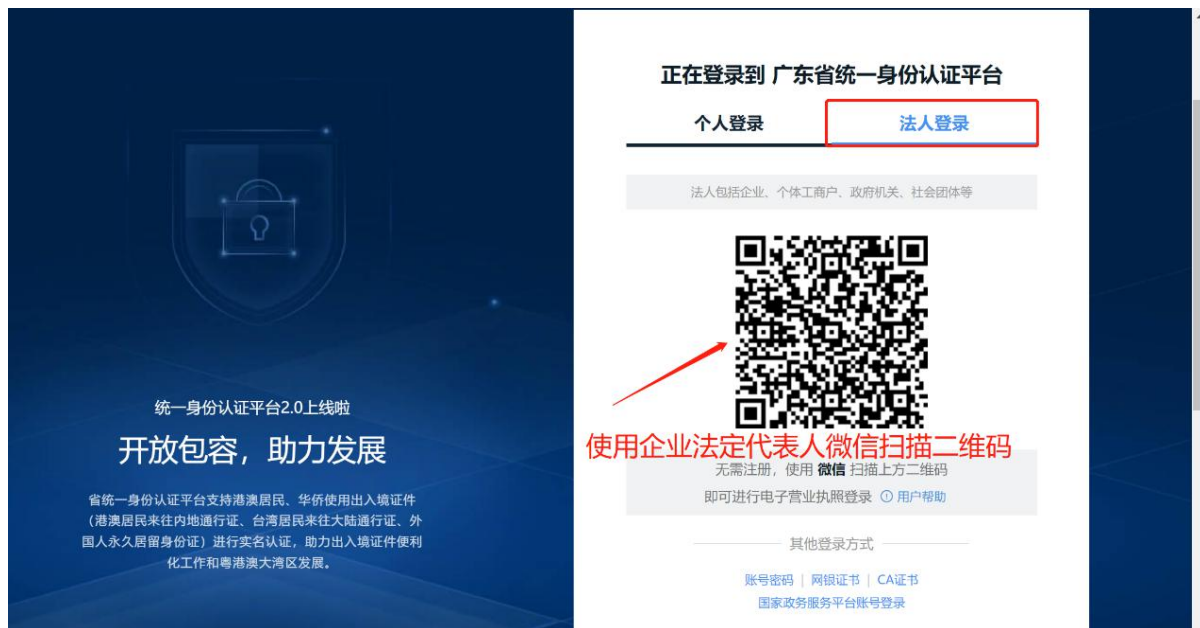 统一身份认证平台2.0上线啦
开放包容，助力发展
省统一身份认证平台支持港澳居民、华侨使用出入境证件
（港澳居民来往内地通行证、台湾居民来往大陆通行证、外
国人永久居留身份证）进行实名认证，助力出入境证件便利
化工作和粤港澳大湾区发展。
正在登录到 广东省统一身份认证平台
个人登录 法人登录
法人包括企业、个体工商户、政府机关、社会团体等
使用企业法定代表人微信扫描二维码
无需注册，使用 微信 扫描上方二维码
即可进行电子营业执照登录 用户帮助
其他登录方式
账号密码 | 网银证书 | CA证书
国家政务服务平台账号登录